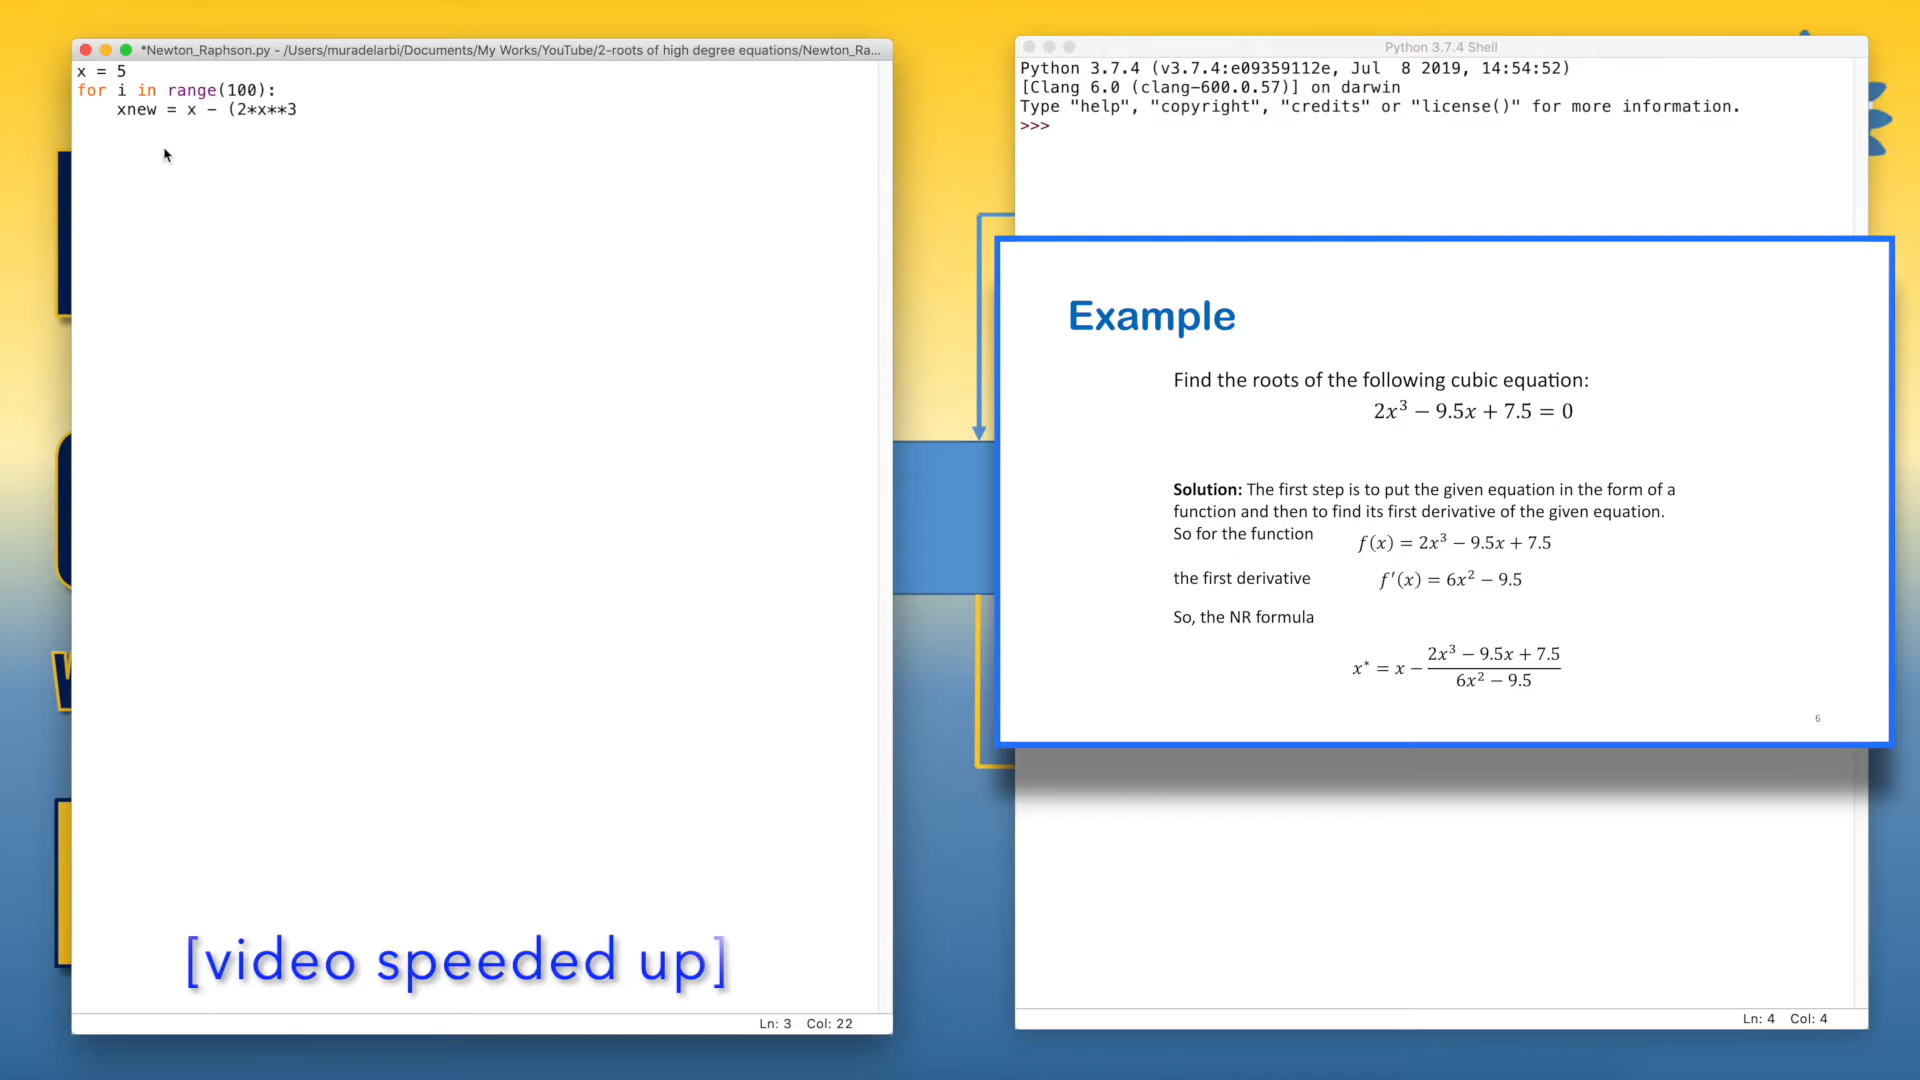 *Newton_Raphson.py - /Users/muradelarbi/Documents/My Works/YouTube/2-roots of high degree equations/Newton_Ra...
x = 5
for i in range(100):
    xnew = x - (2*x**3
[video speeded up]
Ln: 3 Col: 22
Python 3.7.4 Shell
Python 3.7.4 (v3.7.4:e09359112e, Jul  8 2019, 14:54:52)
[Clang 6.0 (clang-600.0.57)] on darwin
Type "help", "copyright", "credits" or "license()" for more information.
>>>
Example
Find the roots of the following cubic equation:
2x³ − 9.5x + 7.5 = 0
Solution: The first step is to put the given equation in the form of a
function and then to find its first derivative of the given equation.
So for the function f(x) = 2x³ − 9.5x + 7.5
the first derivative f′(x) = 6x² − 9.5
So, the NR formula
x* = x − (2x³ − 9.5x + 7.5)/(6x² − 9.5)
6
Ln: 4 Col: 4